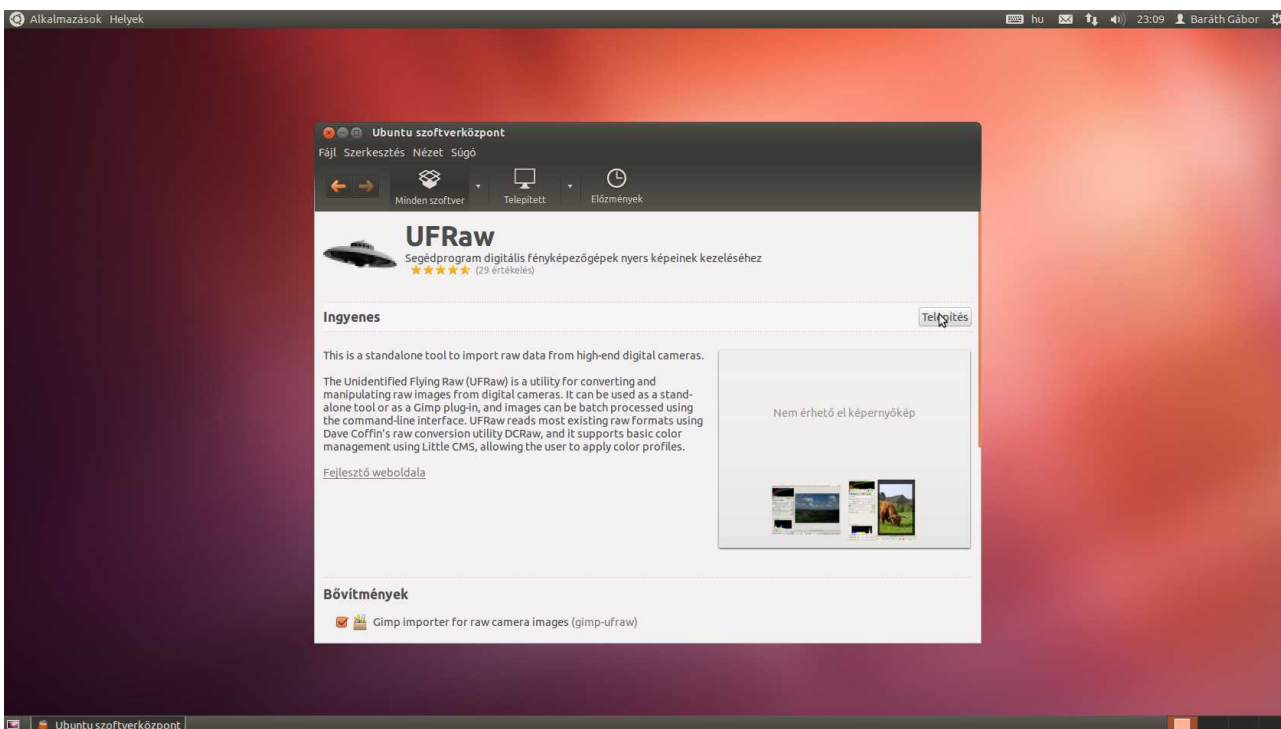 Alkalmazások Helyek
hu 23:09 Baráth Gábor
Ubuntu szoftverközpont
Fájl Szerkesztés Nézet Súgó
Minden szoftver Telepített Előzmények
UFRaw
Segédprogram digitális fényképezőgépek nyers képeinek kezeléséhez
(29 értékelés)
Ingyenes
Telepítés
This is a standalone tool to import raw data from high-end digital cameras.
The Unidentified Flying Raw (UFRaw) is a utility for converting and
manipulating raw images from digital cameras. It can be used as a stand-
alone tool or as a Gimp plug-in, and images can be batch processed using
the command-line interface. UFRaw reads most existing raw formats using
Dave Coffin's raw conversion utility DCRaw, and it supports basic color
management using Little CMS, allowing the user to apply color profiles.
Fejlesztő weboldala
Nem érhető el képernyőkép
Bővítmények
Gimp importer for raw camera images (gimp-ufraw)
Ubuntu szoftverközpont